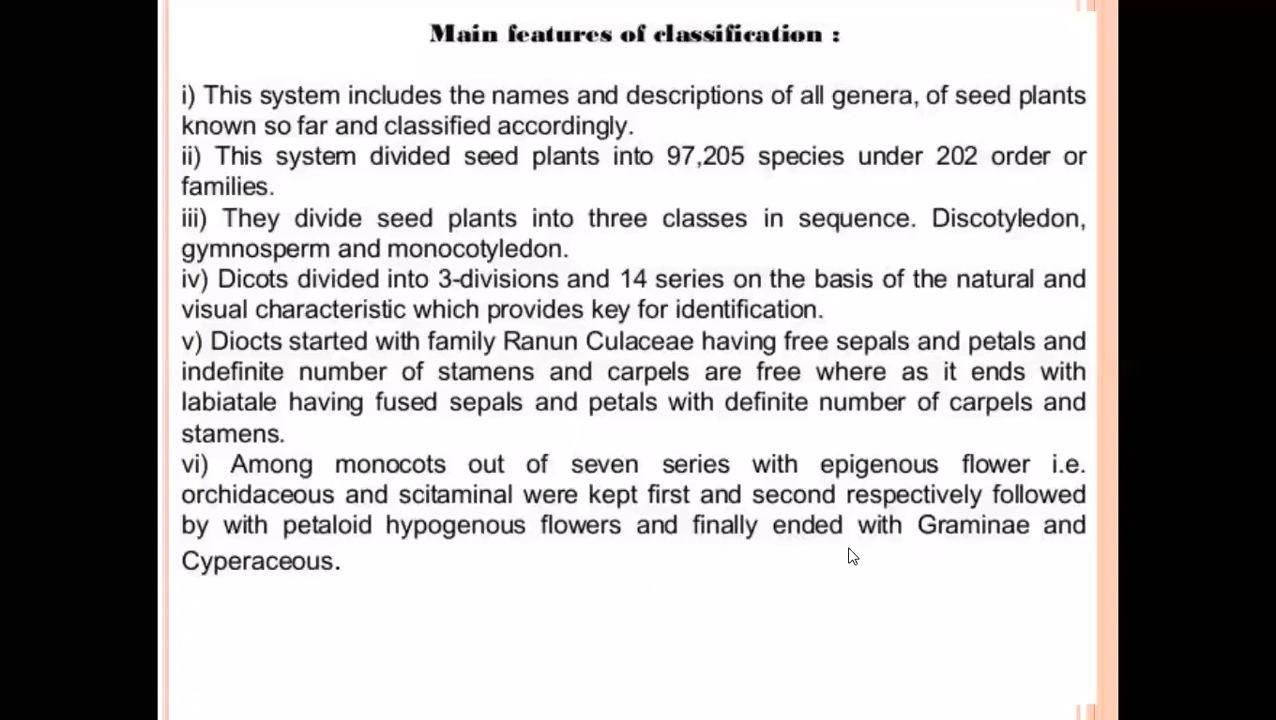 Main features of classification :
i) This system includes the names and descriptions of all genera, of seed plants
known so far and classified accordingly.
ii) This system divided seed plants into 97,205 species under 202 order or
families.
iii) They divide seed plants into three classes in sequence. Discotyledon,
gymnosperm and monocotyledon.
iv) Dicots divided into 3-divisions and 14 series on the basis of the natural and
visual characteristic which provides key for identification.
v) Diocts started with family Ranun Culaceae having free sepals and petals and
indefinite number of stamens and carpels are free where as it ends with
labiatale having fused sepals and petals with definite number of carpels and
stamens.
vi) Among monocots out of seven series with epigenous flower i.e.
orchidaceous and scitaminal were kept first and second respectively followed
by with petaloid hypogenous flowers and finally ended with Graminae and
Cyperaceous.